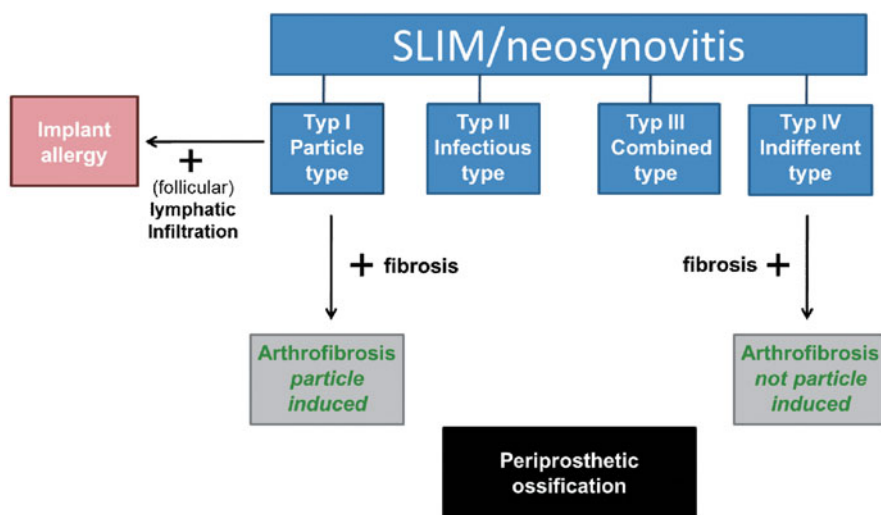 SLIM/neosynovitis
Implant
allergy
+
(follicular)
lymphatic
Infiltration
Typ I
Particle
type
Typ II
Infectious
type
Typ III
Combined
type
Typ IV
Indifferent
type
+ fibrosis
fibrosis +
Arthrofibrosis
particle
induced
Arthrofibrosis
not particle
induced
Periprosthetic
ossification